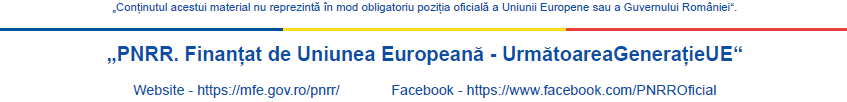 „Conținutul acestui material nu reprezintă în mod obligatoriu poziția oficială a Uniunii Europene sau a Guvernului României“.
„PNRR. Finanțat de Uniunea Europeană - UrmătoareaGenerațieUE“
Website - https://mfe.gov.ro/pnrr/ Facebook - https://www.facebook.com/PNRROficial